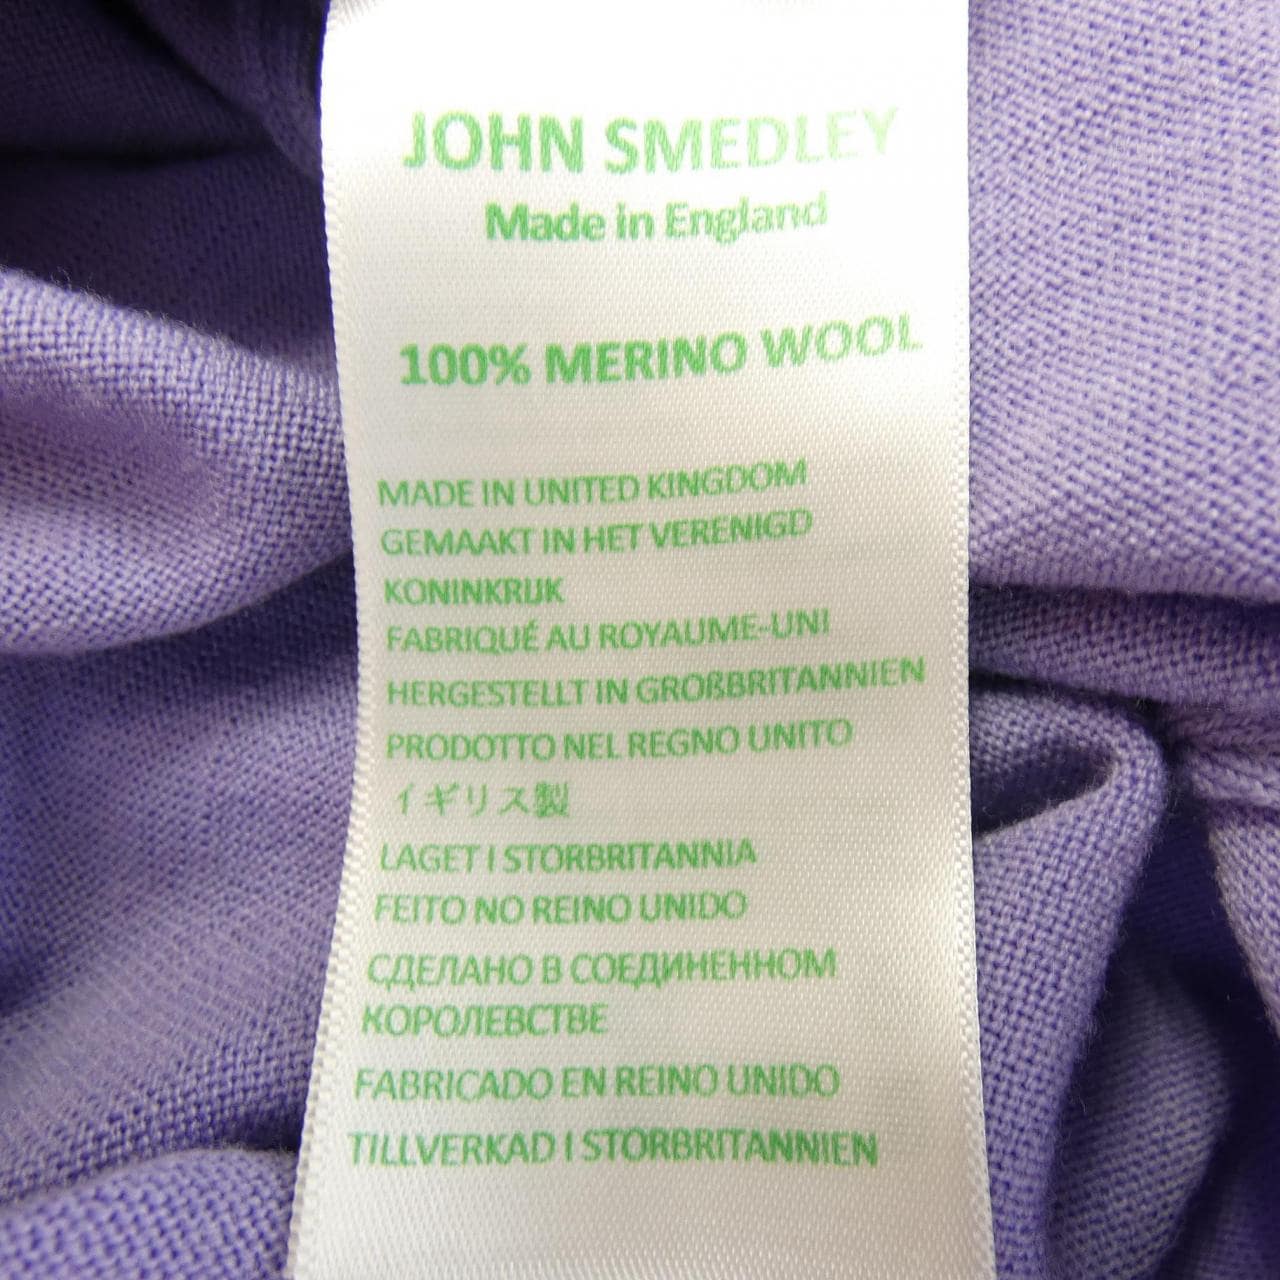 JOHN SMEDLEY
Made in England
100% MERINO WOOL
MADE IN UNITED KINGDOM
GEMAAKT IN HET VERENIGD
KONINKRIJK
FABRIQUÉ AU ROYAUME-UNI
HERGESTELLT IN GROßBRITANNIEN
PRODOTTO NEL REGNO UNITO
イギリス製
LAGET I STORBRITANNIA
FEITO NO REINO UNIDO
СДЕЛАНО В СОЕДИНЕННОМ
КОРОЛЕВСТВЕ
FABRICADO EN REINO UNIDO
TILLVERKAD I STORBRITANNIEN